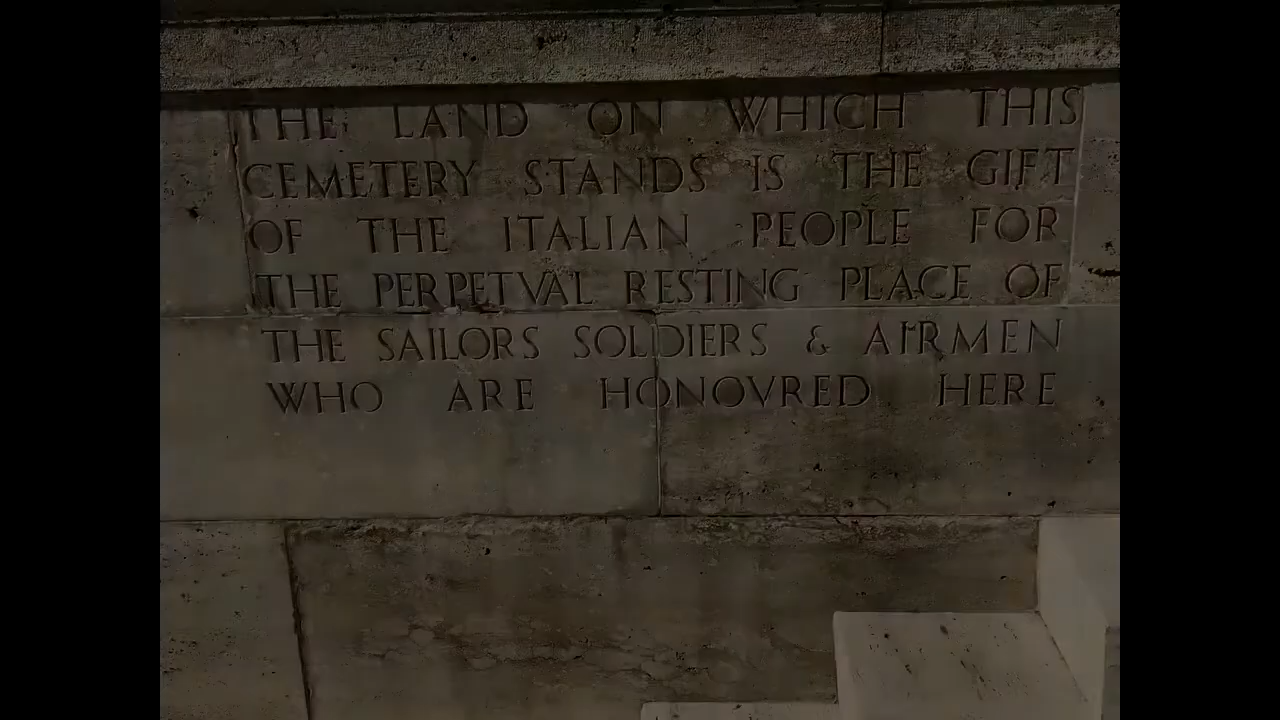 THE LAND ON WHICH THIS
CEMETERY STANDS IS THE GIFT
OF THE ITALIAN PEOPLE FOR
THE PERPETVAL RESTING PLACE OF
THE SAILORS SOLDIERS & AIRMEN
WHO ARE HONOVRED HERE